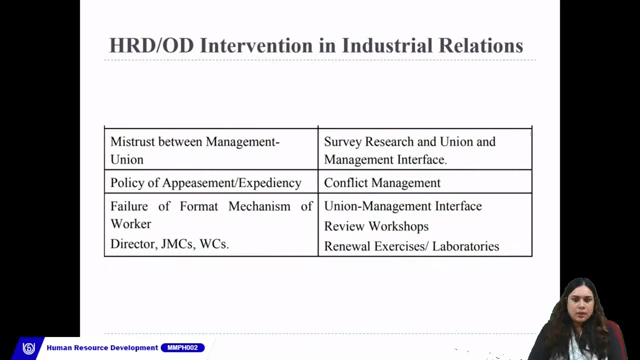 HRD/OD Intervention in Industrial Relations
Mistrust between Management-
Union
Survey Research and Union and
Management Interface.
Policy of Appeasement/Expediency
Conflict Management
Failure of Format Mechanism of
Worker
Director, JMCs, WCs.
Union-Management Interface
Review Workshops
Renewal Exercises/ Laboratories
Human Resource Development
MMPH002